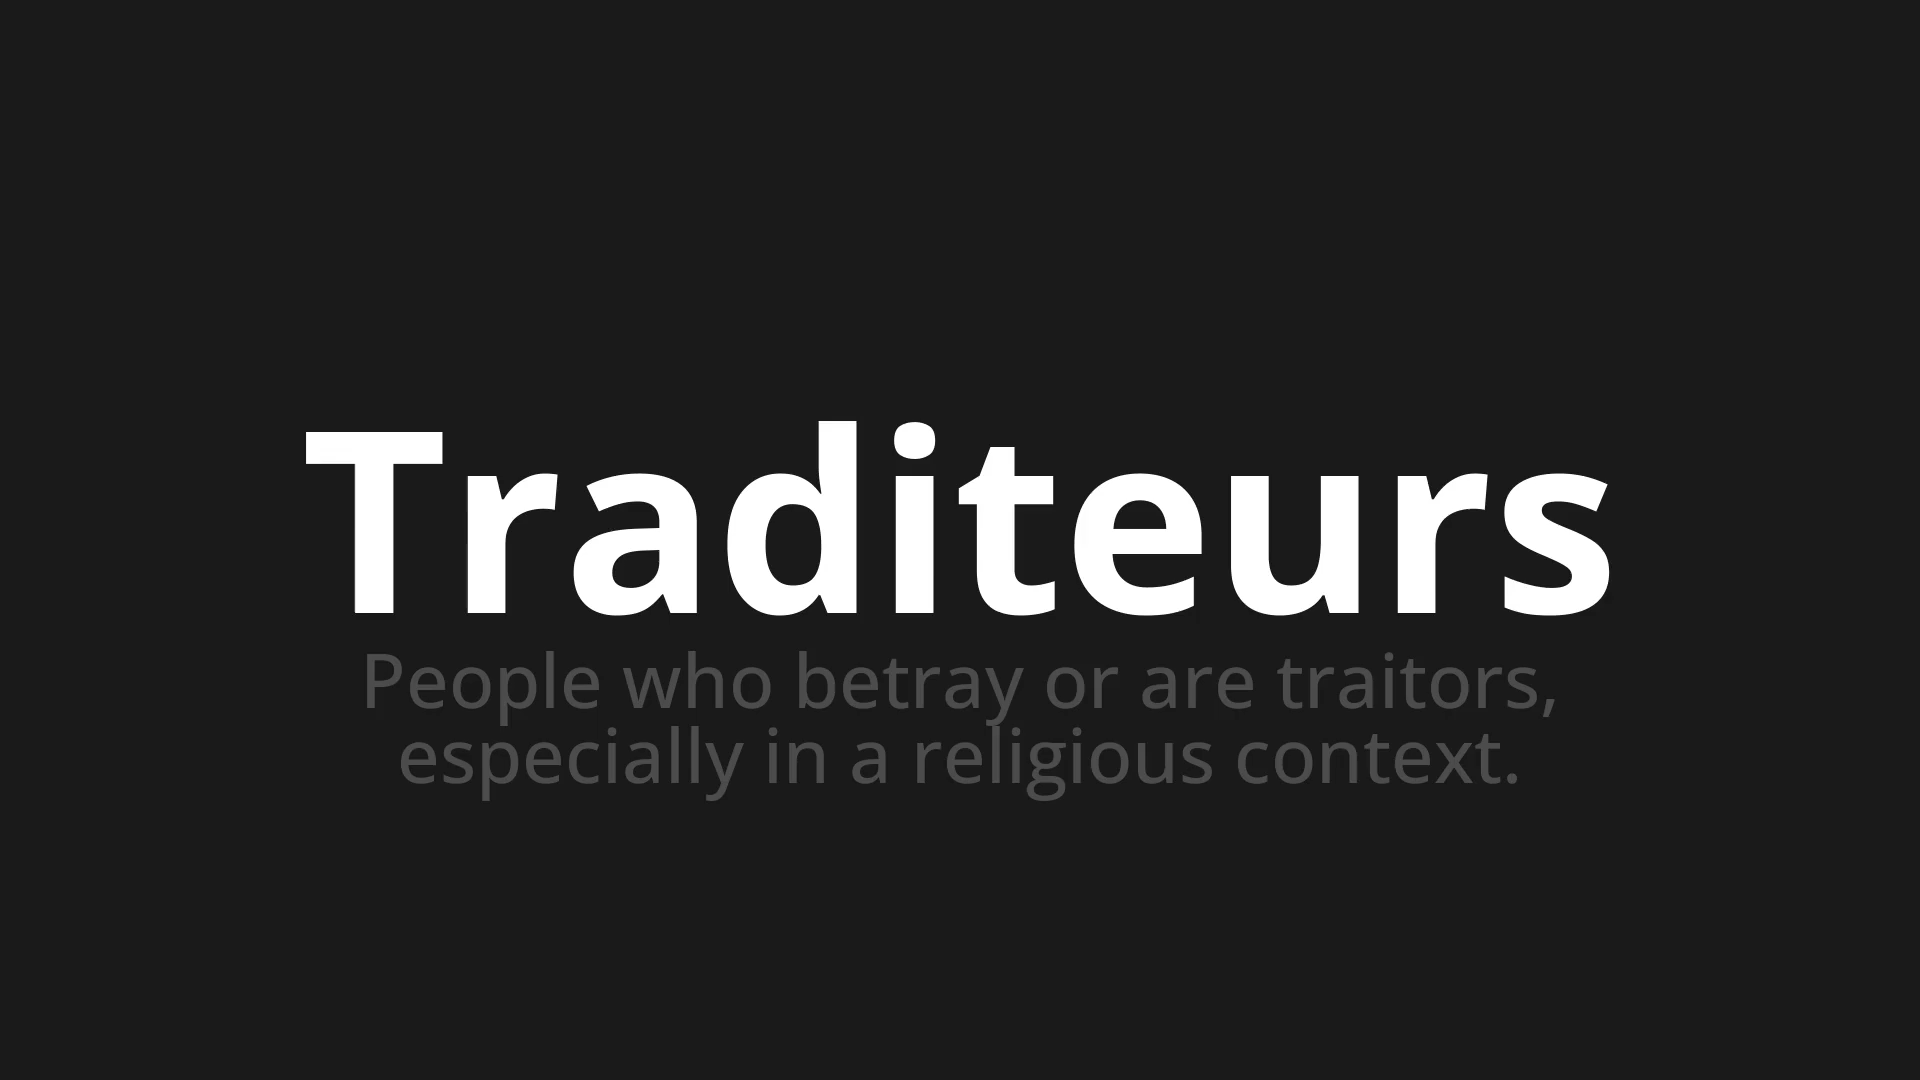 Traditeurs
People who betray or are traitors,
especially in a religious context.